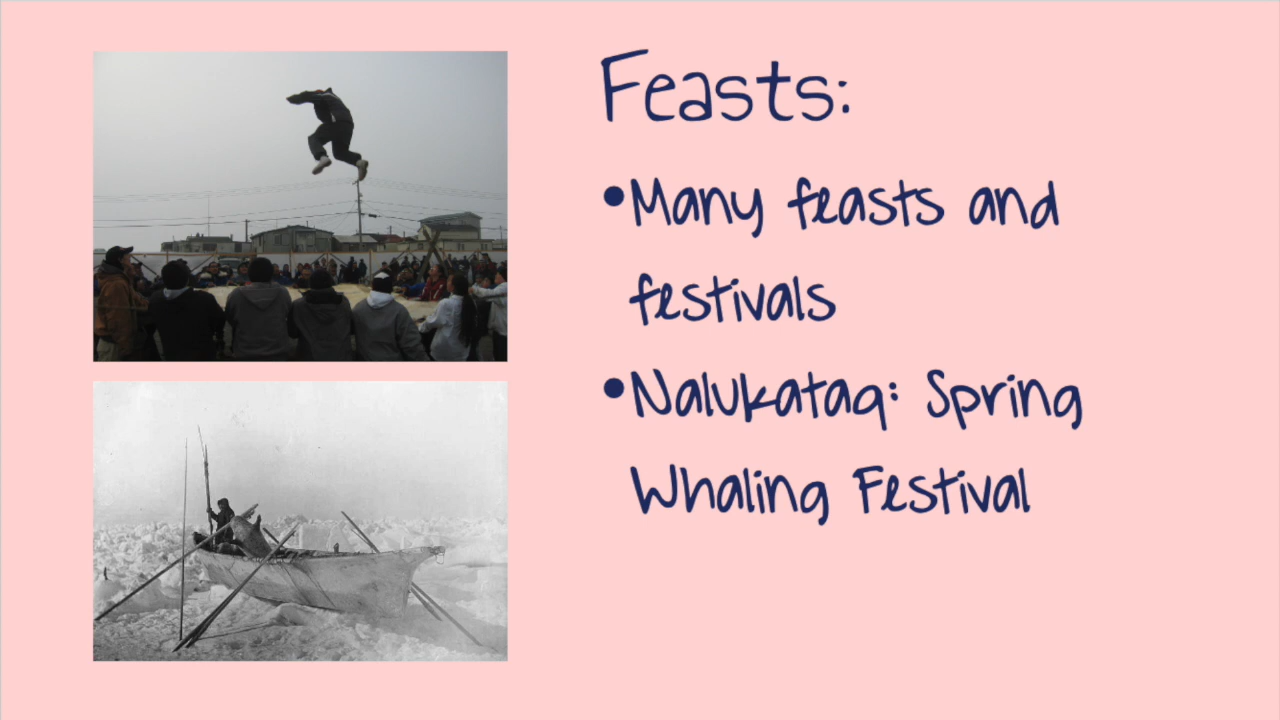 Feasts:
•Many feasts and
festivals
•Nalukataq: Spring
Whaling Festival